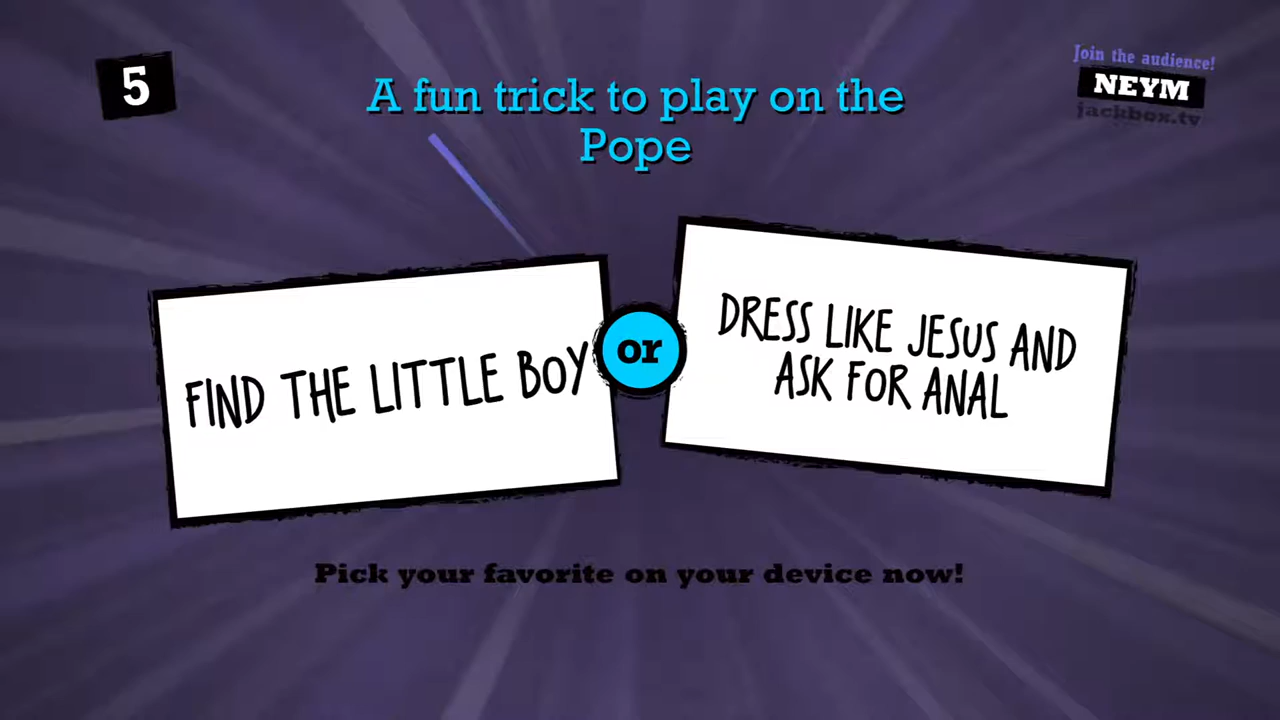 5
A fun trick to play on the
Pope
Join the audience!
NEYM
jackbox.tv
FIND THE LITTLE BOY
or
DRESS LIKE JESUS AND
ASK FOR ANAL
Pick your favorite on your device now!